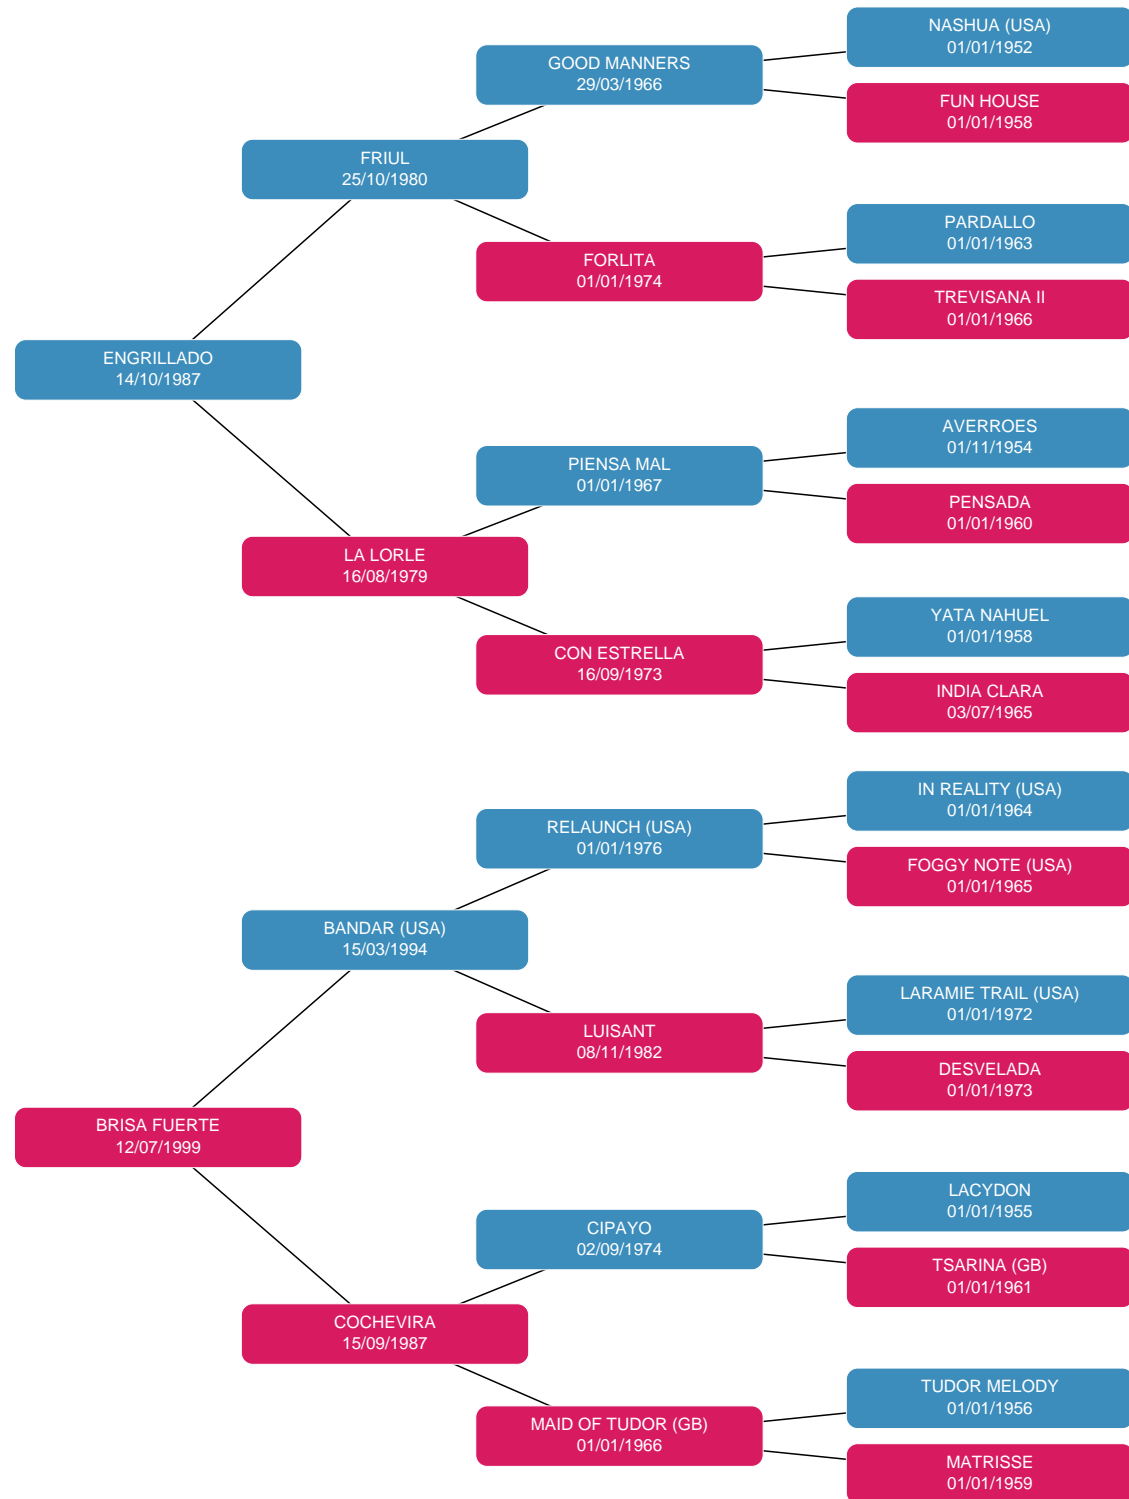 NASHUA (USA)
01/01/1952
GOOD MANNERS
29/03/1966
FUN HOUSE
01/01/1958
FRIUL
25/10/1980
PARDALLO
01/01/1963
FORLITA
01/01/1974
TREVISANA II
01/01/1966
ENGRILLADO
14/10/1987
AVERROES
01/11/1954
PIENSA MAL
01/01/1967
PENSADA
01/01/1960
LA LORLE
16/08/1979
YATA NAHUEL
01/01/1958
CON ESTRELLA
16/09/1973
INDIA CLARA
03/07/1965
IN REALITY (USA)
01/01/1964
RELAUNCH (USA)
01/01/1976
FOGGY NOTE (USA)
01/01/1965
BANDAR (USA)
15/03/1994
LARAMIE TRAIL (USA)
01/01/1972
LUISANT
08/11/1982
DESVELADA
01/01/1973
BRISA FUERTE
12/07/1999
LACYDON
01/01/1955
CIPAYO
02/09/1974
TSARINA (GB)
01/01/1961
COCHEVIRA
15/09/1987
TUDOR MELODY
01/01/1956
MAID OF TUDOR (GB)
01/01/1966
MATRISSE
01/01/1959